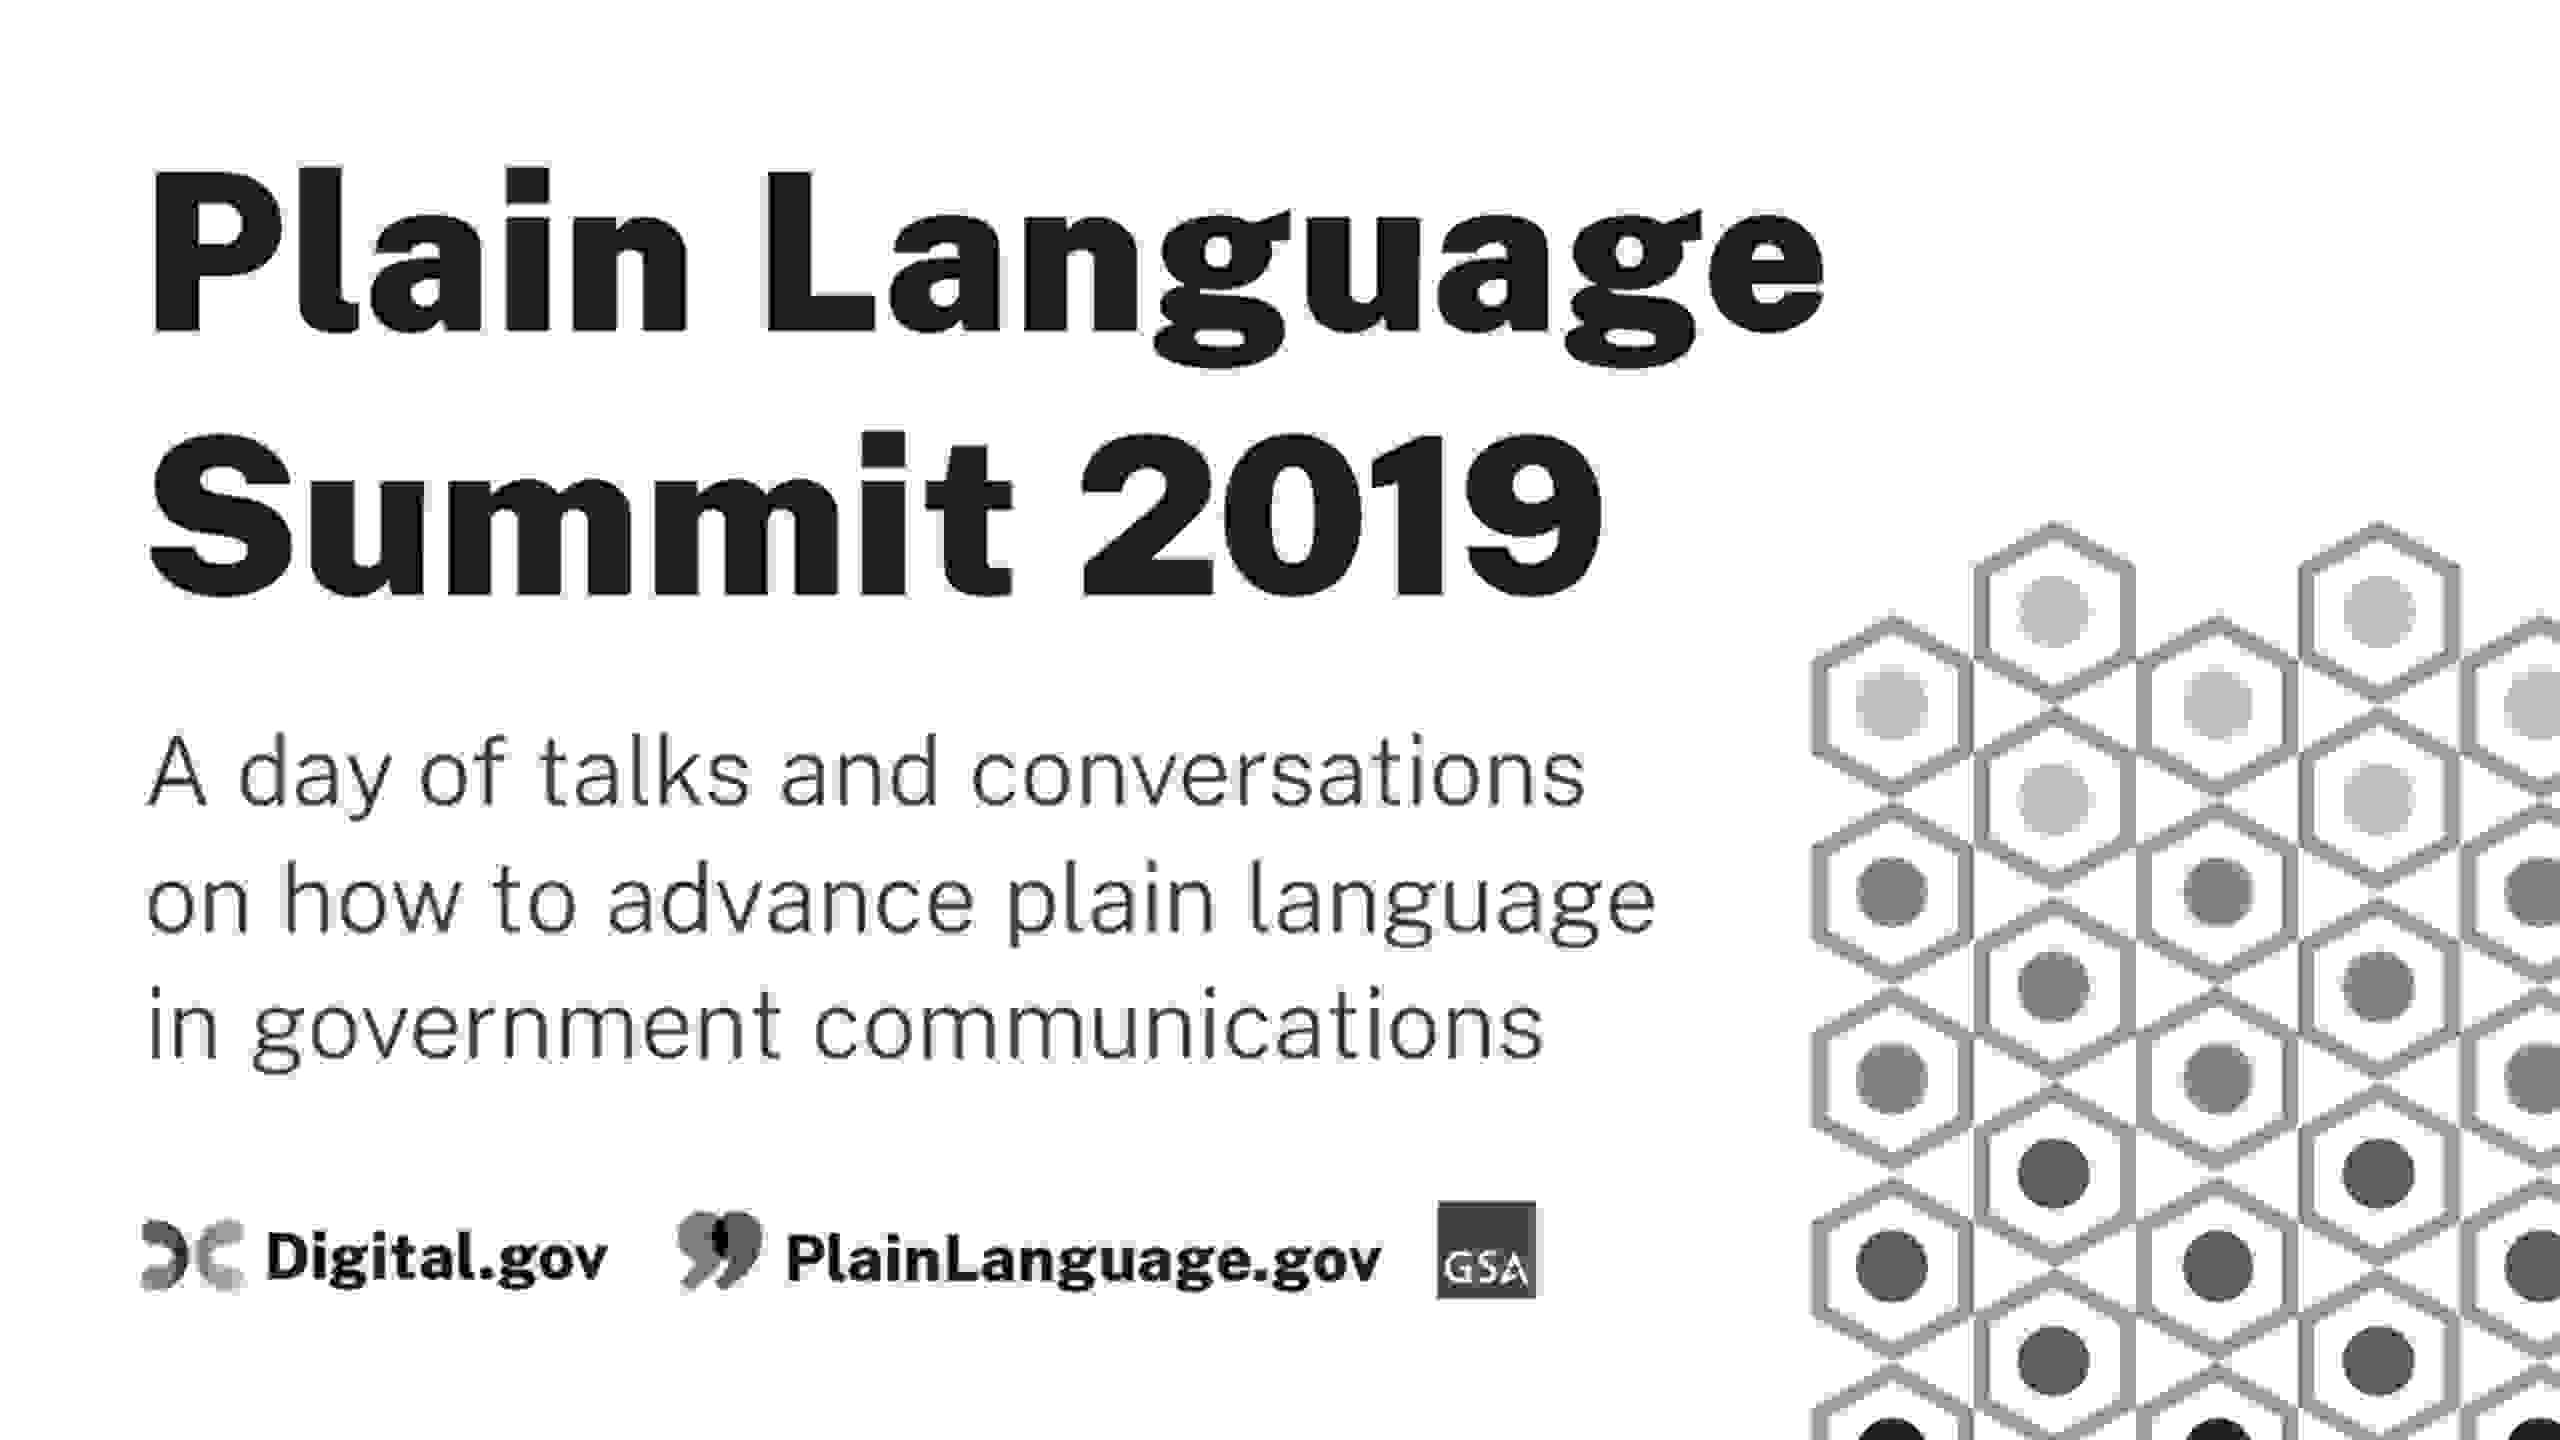 Plain Language
Summit 2019
A day of talks and conversations
on how to advance plain language
in government communications
Digital.gov PlainLanguage.gov GSA